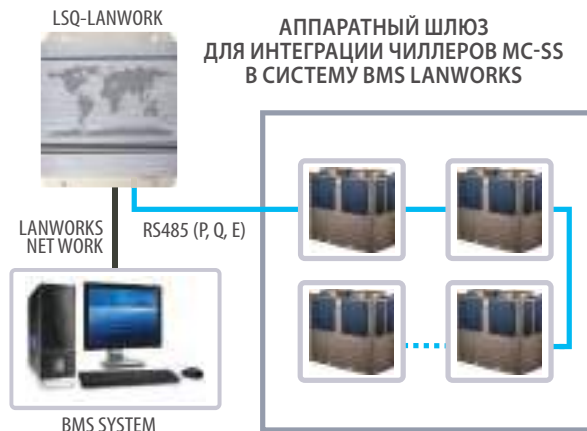 LSQ-LANWORK
АППАРАТНЫЙ ШЛЮЗ
ДЛЯ ИНТЕГРАЦИИ ЧИЛЛЕРОВ MC-SS
В СИСТЕМУ BMS LANWORKS
LANWORKS
NET WORK
RS485 (P, Q, E)
BMS SYSTEM